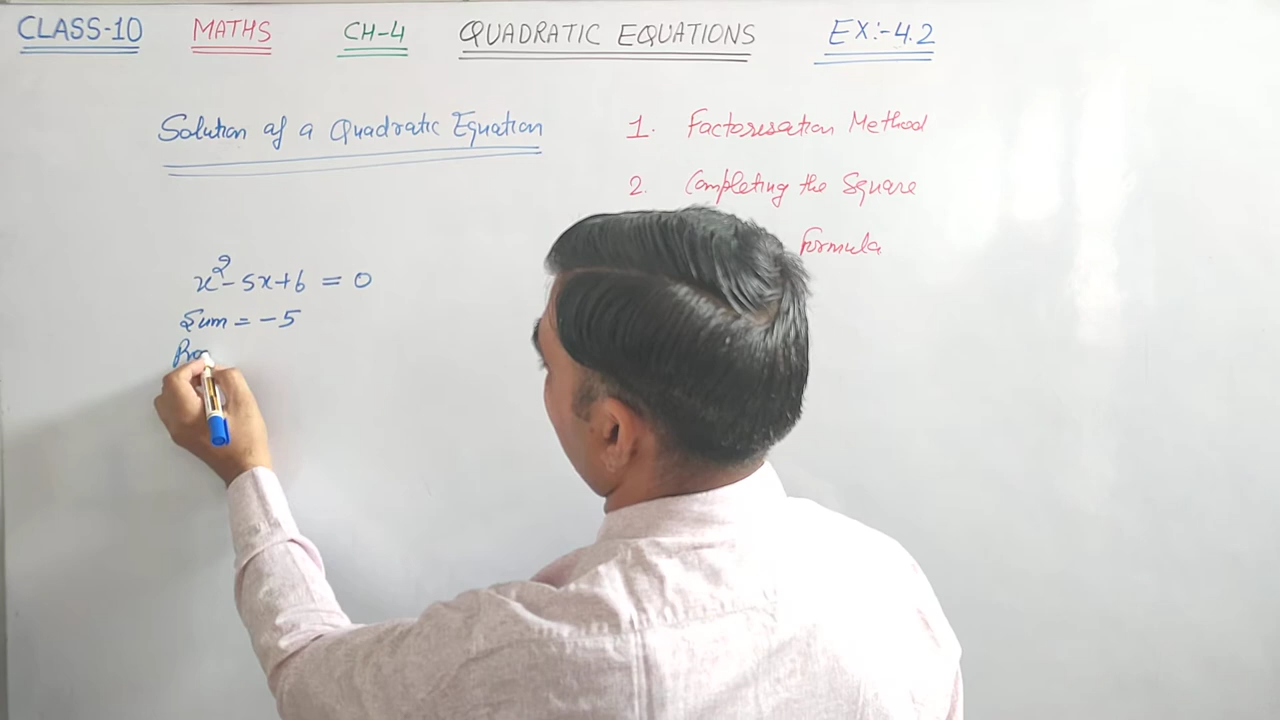 CLASS-10 MATHS CH-4 QUADRATIC EQUATIONS EX:-4.2
Solution of a Quadratic Equation
1. Factorisation Method
2. Completing the Square
Formula
x²-5x+6 = 0
Sum = -5
Pro